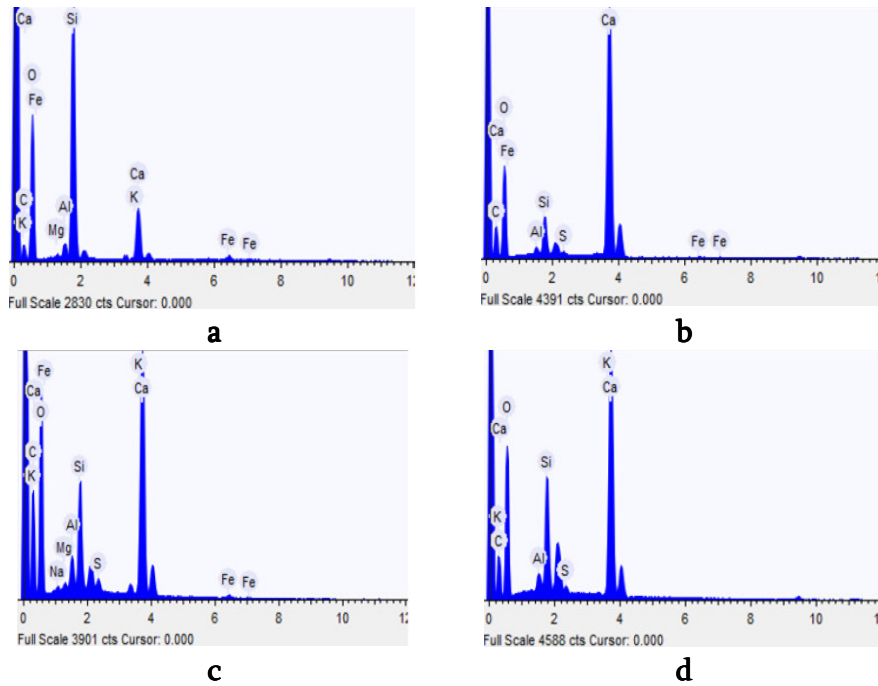 Ca Si
O
Fe
Ca
K
C
K
Al
Mg
Fe Fe
0 2 4 6 8 10 12
Full Scale 2830 cts Cursor: 0.000
a
Ca
O
Ca
Fe
C
Si
Al S
Fe Fe
0 2 4 6 8 10
Full Scale 4391 cts Cursor: 0.000
b
Fe K
Ca Ca
O
C
K
Si
Al
Mg
Na
S
Fe Fe
0 2 4 6 8 10 12
Full Scale 3901 cts Cursor: 0.000
c
K
Ca
O
Ca
Si
K
C
Al
S
0 2 4 6 8 10
Full Scale 4588 cts Cursor: 0.000
d